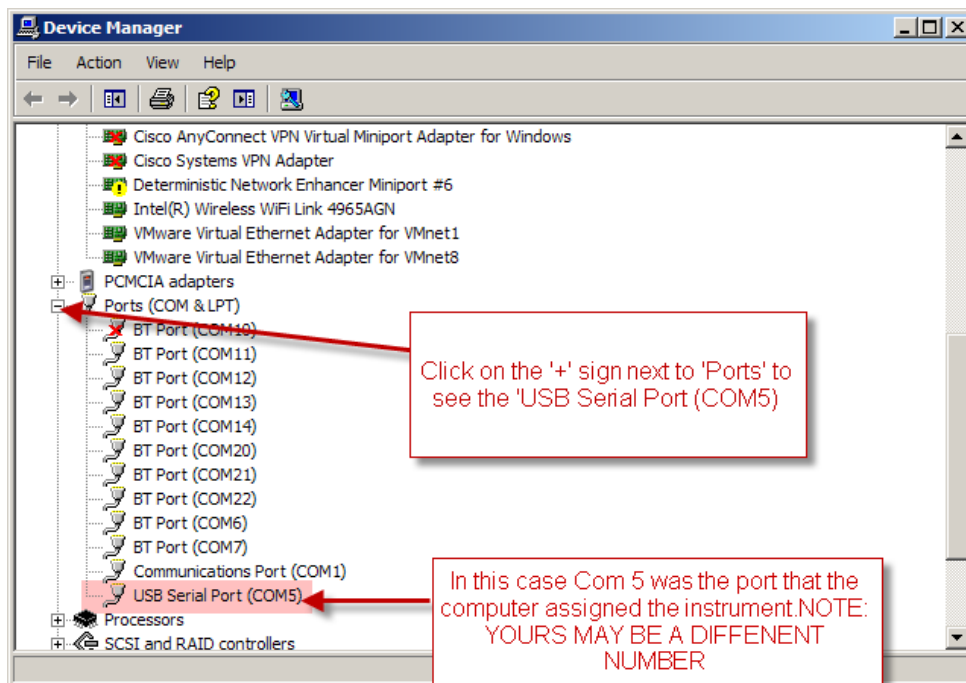 Device Manager
File Action View Help
Cisco AnyConnect VPN Virtual Miniport Adapter for Windows
Cisco Systems VPN Adapter
Deterministic Network Enhancer Miniport #6
Intel(R) Wireless WiFi Link 4965AGN
VMware Virtual Ethernet Adapter for VMnet1
VMware Virtual Ethernet Adapter for VMnet8
PCMCIA adapters
Ports (COM & LPT)
BT Port (COM10)
BT Port (COM11)
BT Port (COM12)
BT Port (COM13)
BT Port (COM14)
BT Port (COM20)
BT Port (COM21)
BT Port (COM22)
BT Port (COM6)
BT Port (COM7)
Communications Port (COM1)
USB Serial Port (COM5)
Processors
SCSI and RAID controllers
Click on the '+' sign next to 'Ports' to
see the 'USB Serial Port (COM5)
In this case Com 5 was the port that the
computer assigned the instrument.NOTE:
YOURS MAY BE A DIFFENENT
NUMBER